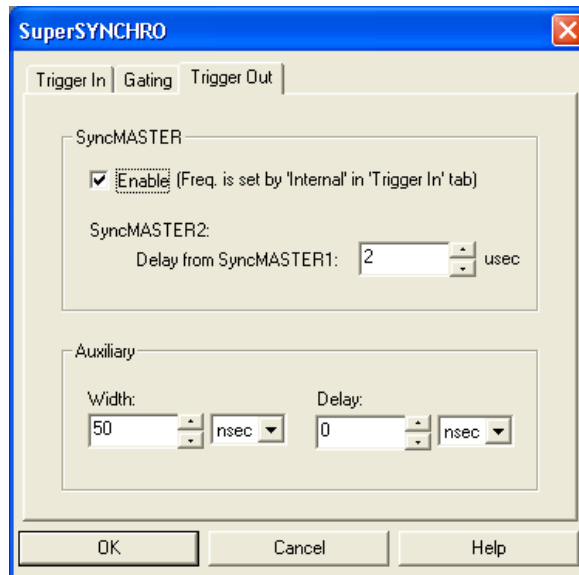 SuperSYNCHRO
Trigger In Gating Trigger Out
SyncMASTER
Enable (Freq. is set by 'Internal' in 'Trigger In' tab)
SyncMASTER2:
Delay from SyncMASTER1: 2 usec
Auxiliary
Width: Delay:
50 nsec 0 nsec
OK Cancel Help